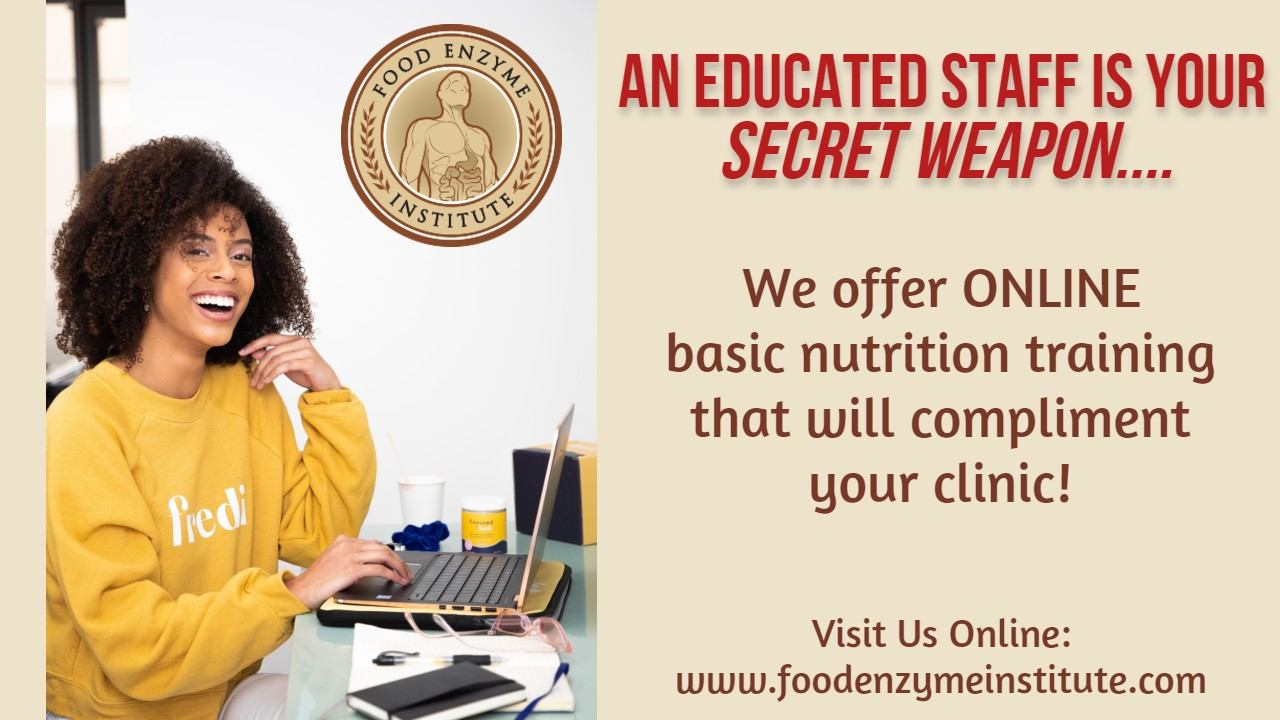 FOOD ENZYME
INSTITUTE
AN EDUCATED STAFF IS YOUR
SECRET WEAPON....
We offer ONLINE
basic nutrition training
that will compliment
your clinic!
Visit Us Online:
www.foodenzymeinstitute.com
fredi
Focused